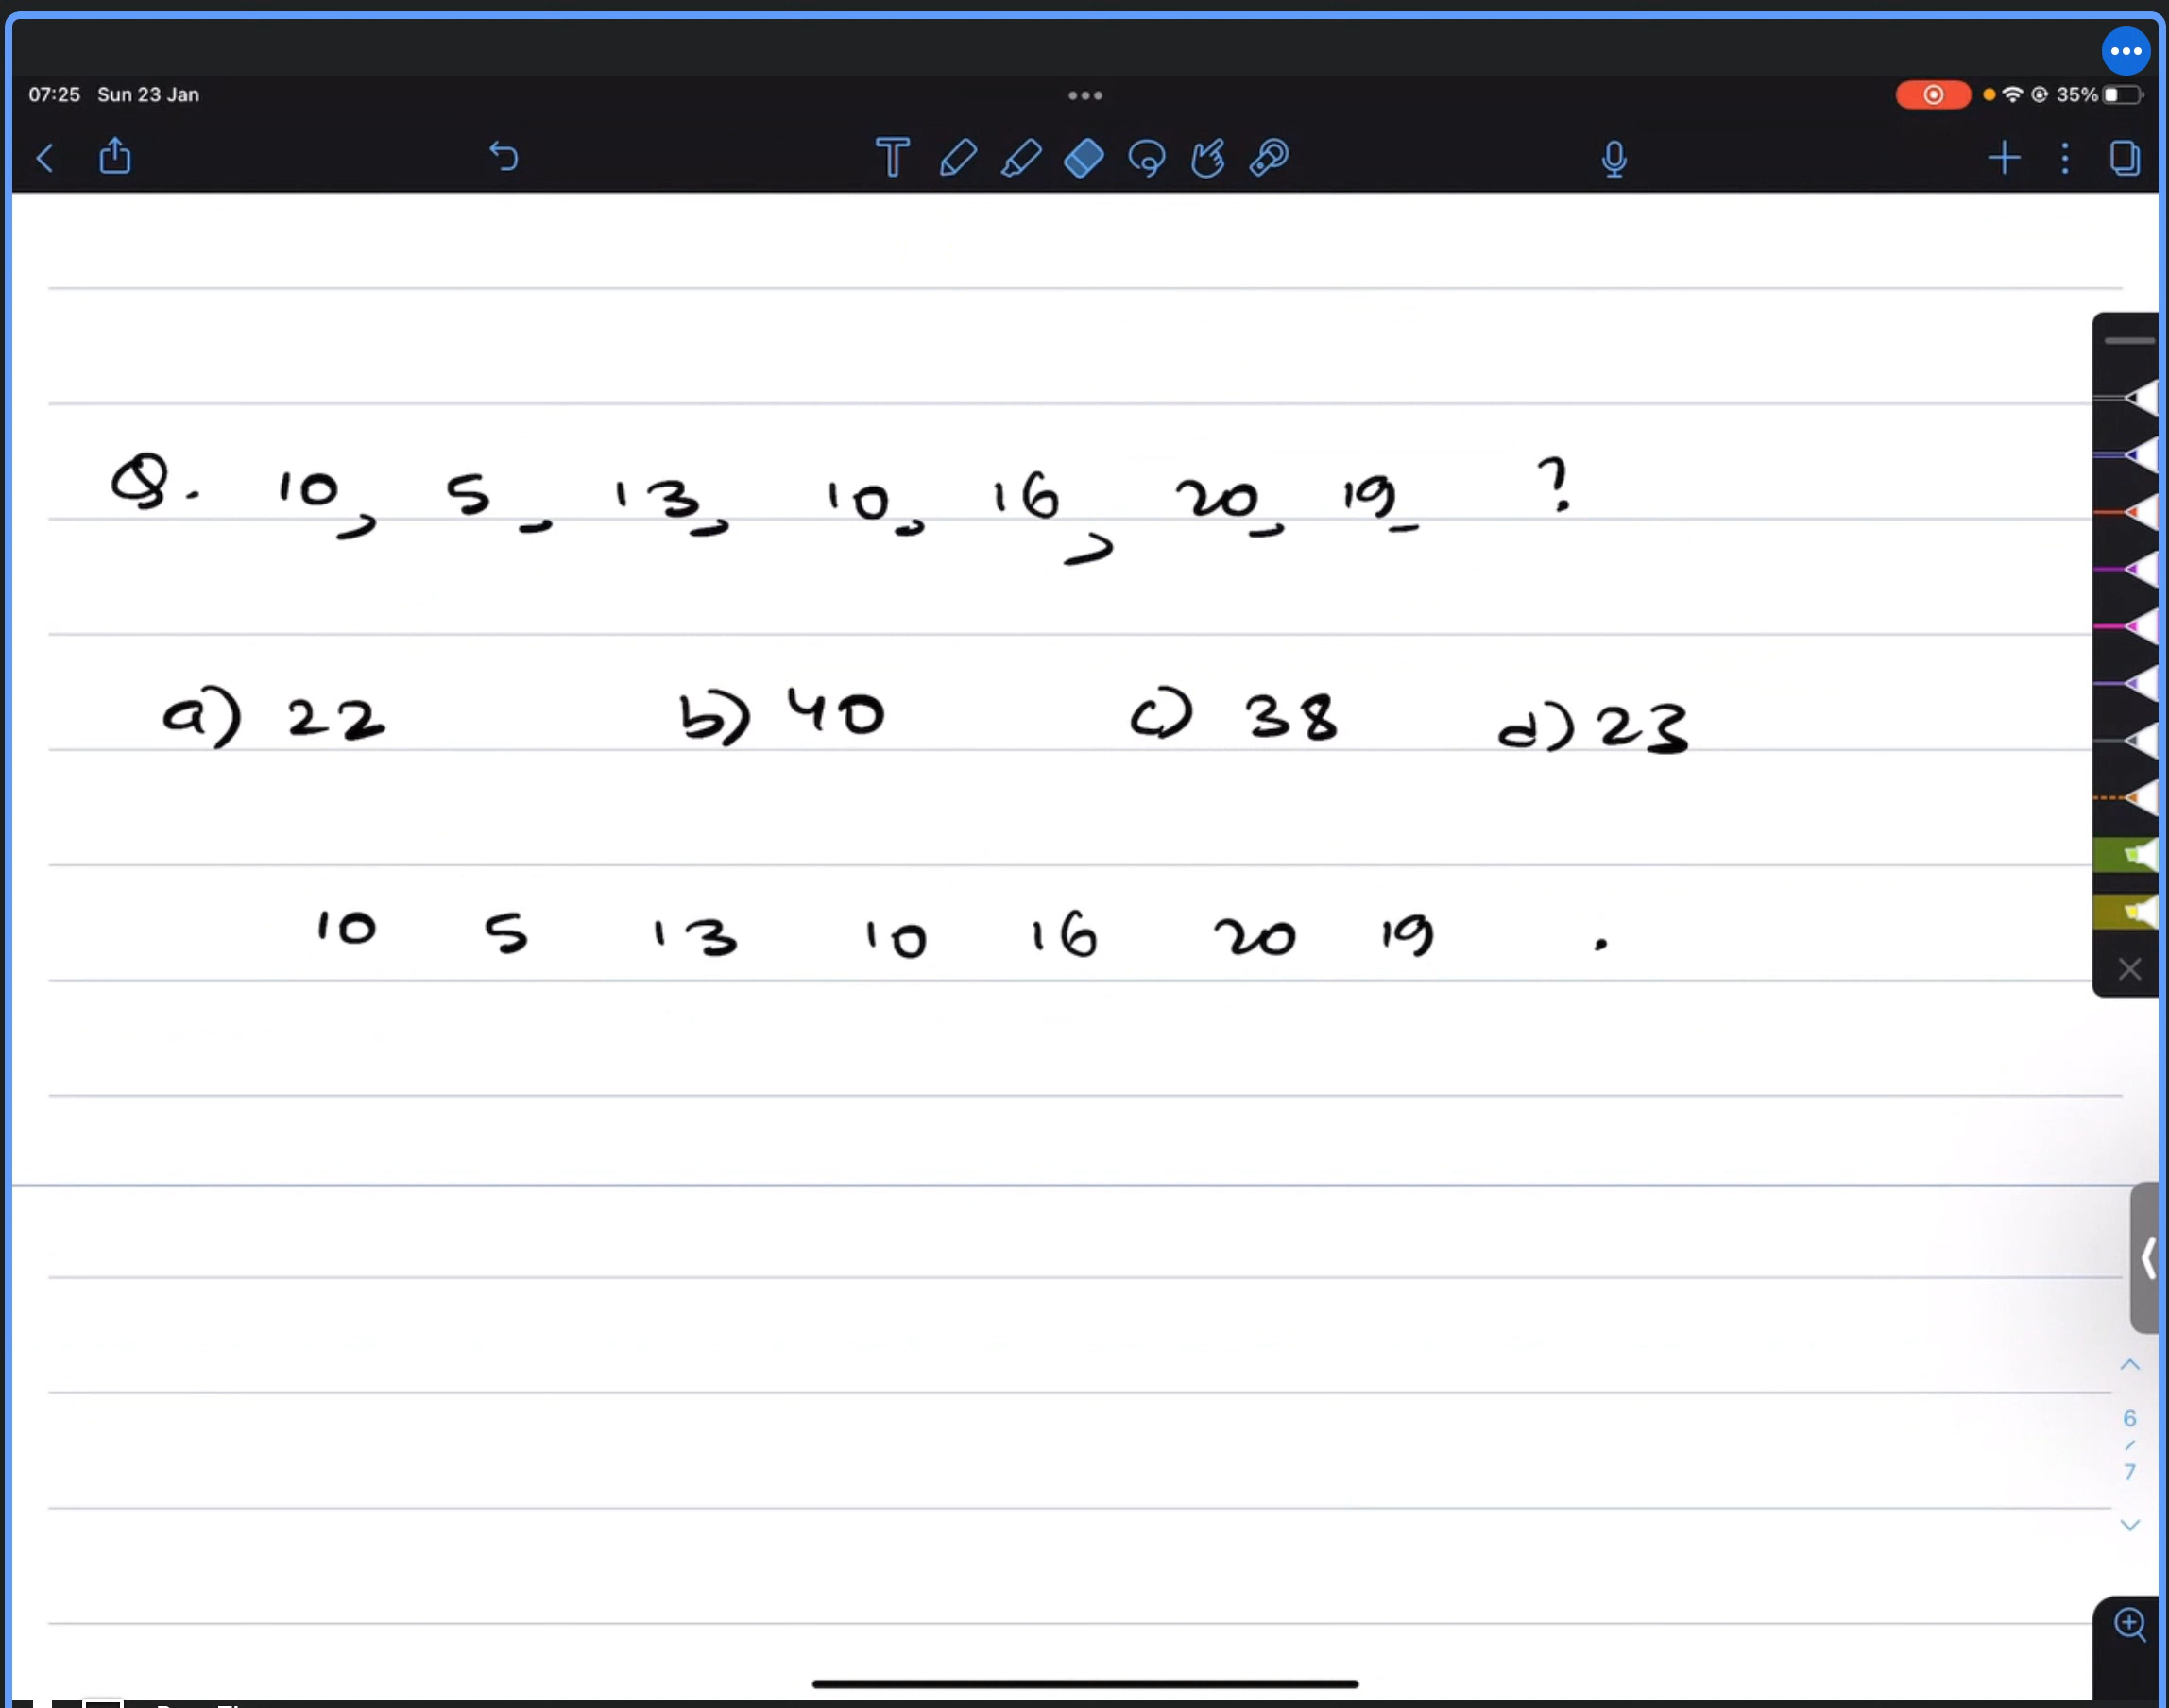 07:25 Sun 23 Jan 35%
T
Q. 10, 5, 13, 10, 16, 20, 19, ?
a) 22 b) 40 c) 38 d) 23
10 5 13 10 16 20 19 .
6
/
7